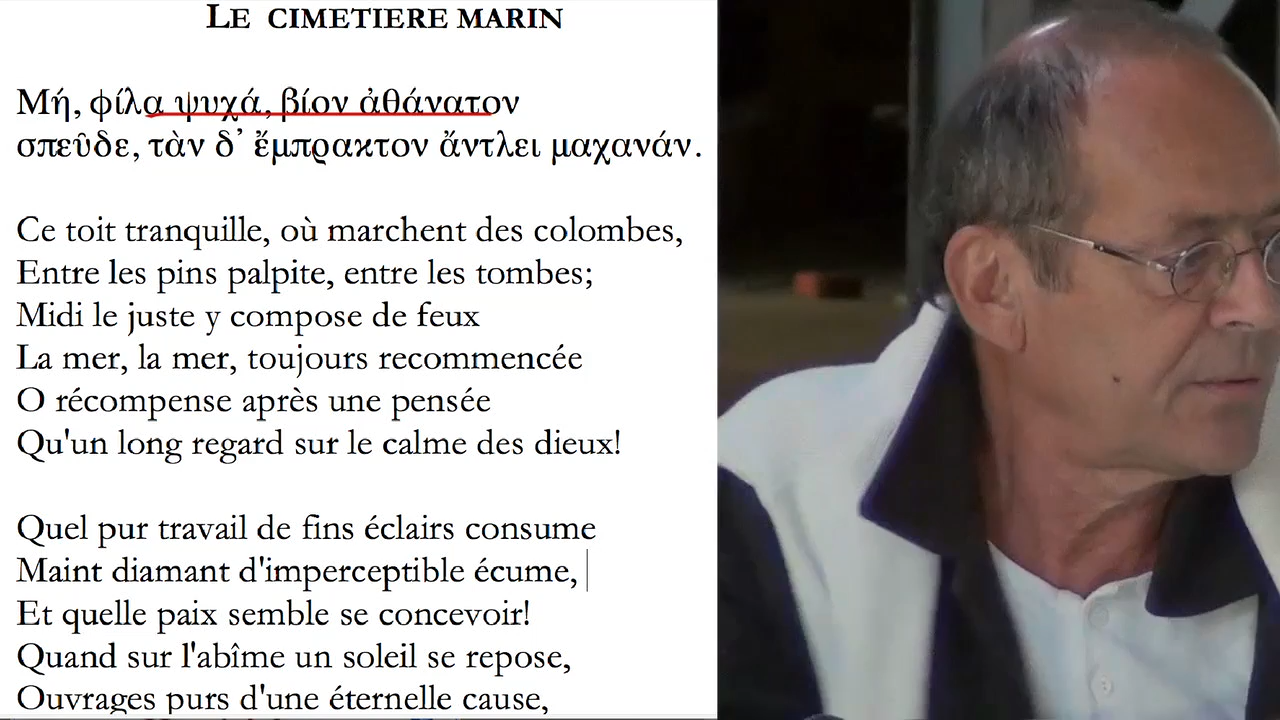 LE CIMETIERE MARIN
Μή, φίλα ψυχά, βίον ἀθάνατον
σπεῦδε, τὰν δ’ ἔμπρακτον ἄντλει μαχανάν.
Ce toit tranquille, où marchent des colombes,
Entre les pins palpite, entre les tombes;
Midi le juste y compose de feux
La mer, la mer, toujours recommencée
O récompense après une pensée
Qu'un long regard sur le calme des dieux!
Quel pur travail de fins éclairs consume
Maint diamant d'imperceptible écume,
Et quelle paix semble se concevoir!
Quand sur l'abîme un soleil se repose,
Ouvrages purs d'une éternelle cause,